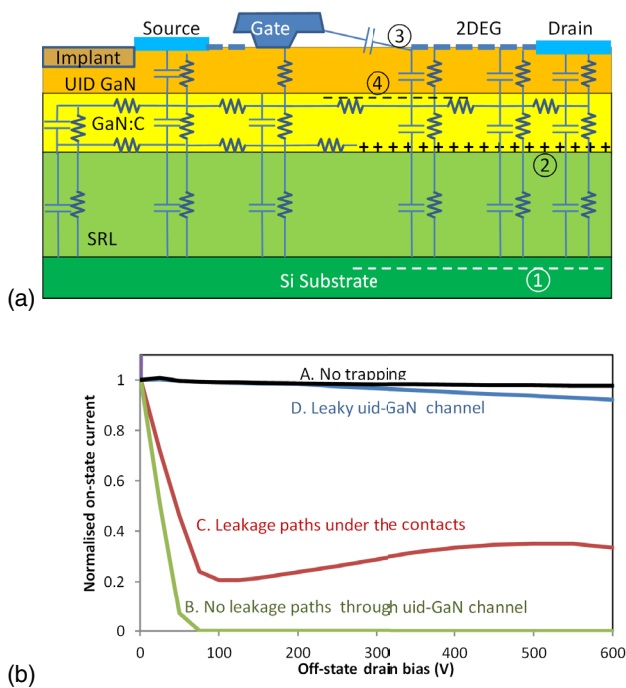 Source
Gate
③
2DEG
Drain
Implant
UID GaN
④
GaN:C
+ + + + + + + + + + + + + + + + +
②
SRL
①
Si Substrate
(a)
Normalised on-state current
1
0.8
0.6
0.4
0.2
0
A. No trapping
D. Leaky uid-GaN channel
C. Leakage paths under the contacts
B. No leakage paths through uid-GaN channel
0 100 200 300 400 500 600
Off-state drain bias (V)
(b)